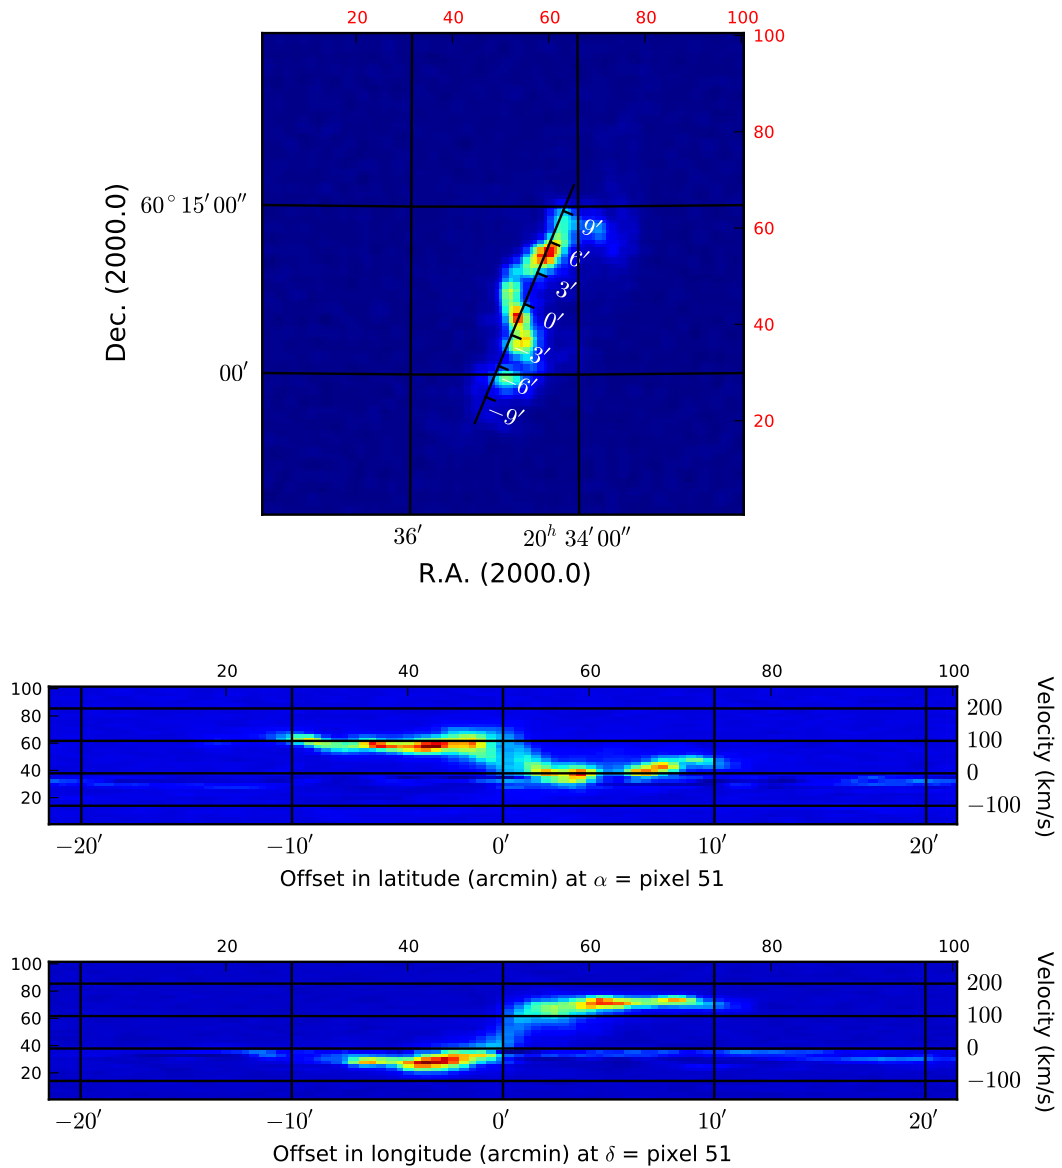 20 40 60 80 100
100
80
60° 15′ 00″
60
9′
6′
3′
0′
40
−3′
00′
−6′
−9′
20
Dec. (2000.0)
36′ 20ʰ 34′ 00″
R.A. (2000.0)
20 40 60 80 100
100 80 60 40 20
200 100 0 −100
Velocity (km/s)
−20′ −10′ 0′ 10′ 20′
Offset in latitude (arcmin) at α = pixel 51
20 40 60 80 100
100 80 60 40 20
200 100 0 −100
Velocity (km/s)
−20′ −10′ 0′ 10′ 20′
Offset in longitude (arcmin) at δ = pixel 51